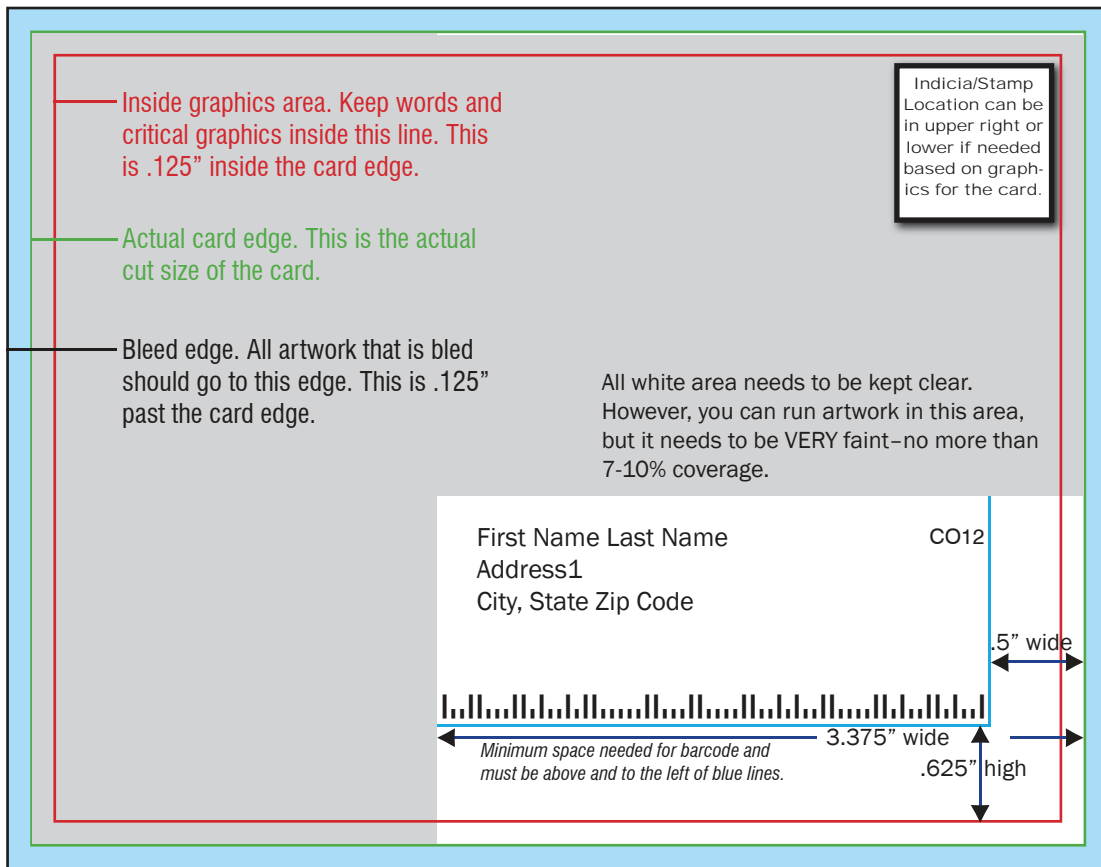 Inside graphics area. Keep words and
critical graphics inside this line. This
is .125” inside the card edge.
Indicia/Stamp
Location can be
in upper right or
lower if needed
based on graph-
ics for the card.
Actual card edge. This is the actual
cut size of the card.
Bleed edge. All artwork that is bled
should go to this edge. This is .125”
past the card edge.
All white area needs to be kept clear.
However, you can run artwork in this area,
but it needs to be VERY faint–no more than
7-10% coverage.
First Name Last Name
CO12
Address1
City, State Zip Code
.5” wide
3.375” wide
Minimum space needed for barcode and
must be above and to the left of blue lines.
.625” high